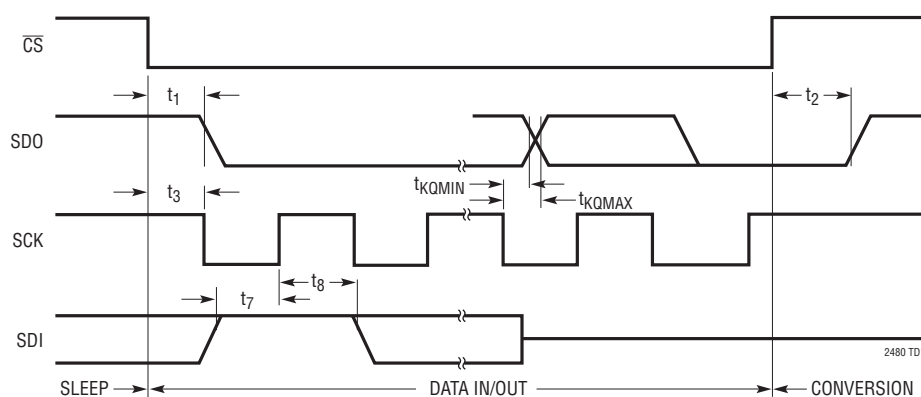 CS
t1
t2
SDO
tKQMIN
tKQMAX
t3
SCK
t8
t7
SDI
2480 TD
SLEEP
DATA IN/OUT
CONVERSION